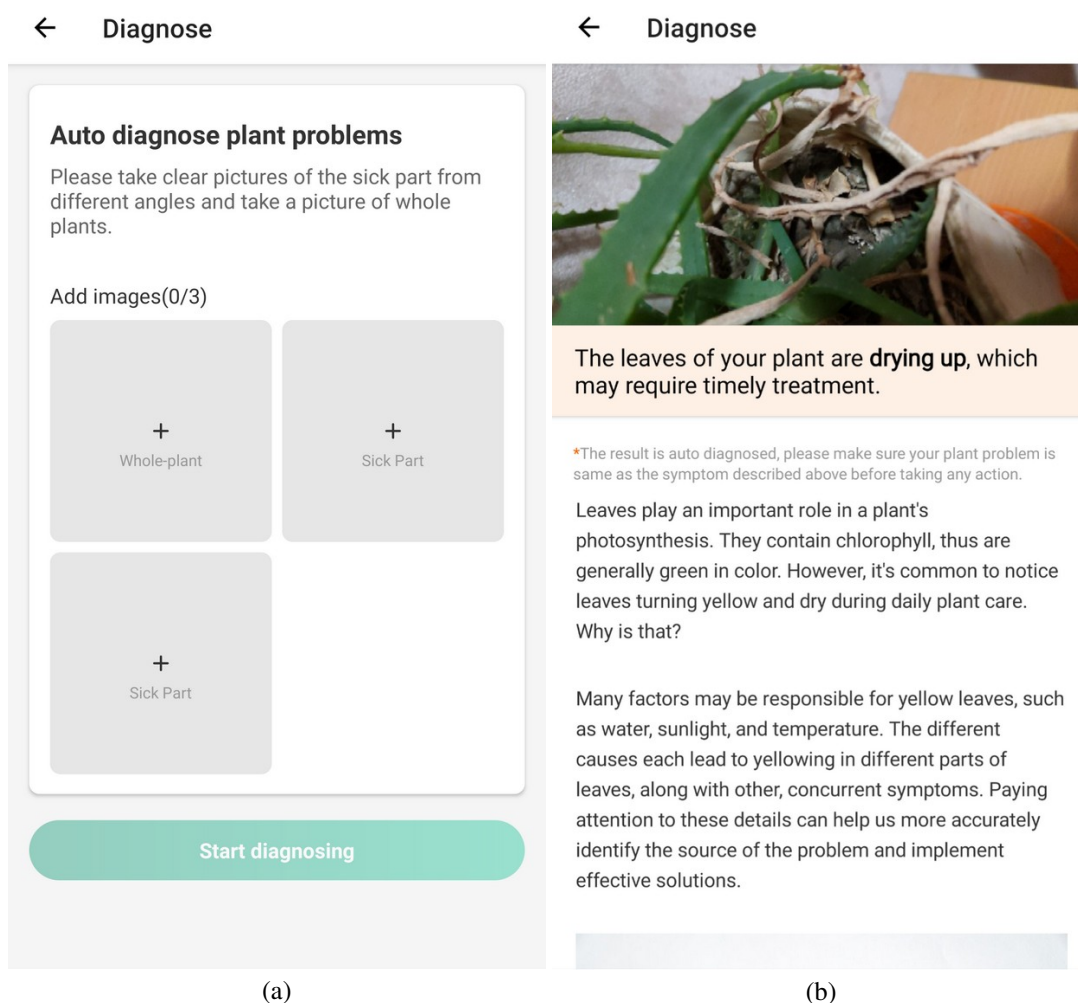 Diagnose
Auto diagnose plant problems
Please take clear pictures of the sick part from
different angles and take a picture of whole
plants.
Add images(0/3)
+
Whole-plant
+
Sick Part
+
Sick Part
Start diagnosing
(a)
Diagnose
The leaves of your plant are drying up, which
may require timely treatment.
*The result is auto diagnosed, please make sure your plant problem is
same as the symptom described above before taking any action.
Leaves play an important role in a plant's
photosynthesis. They contain chlorophyll, thus are
generally green in color. However, it's common to notice
leaves turning yellow and dry during daily plant care.
Why is that?
Many factors may be responsible for yellow leaves, such
as water, sunlight, and temperature. The different
causes each lead to yellowing in different parts of
leaves, along with other, concurrent symptoms. Paying
attention to these details can help us more accurately
identify the source of the problem and implement
effective solutions.
(b)